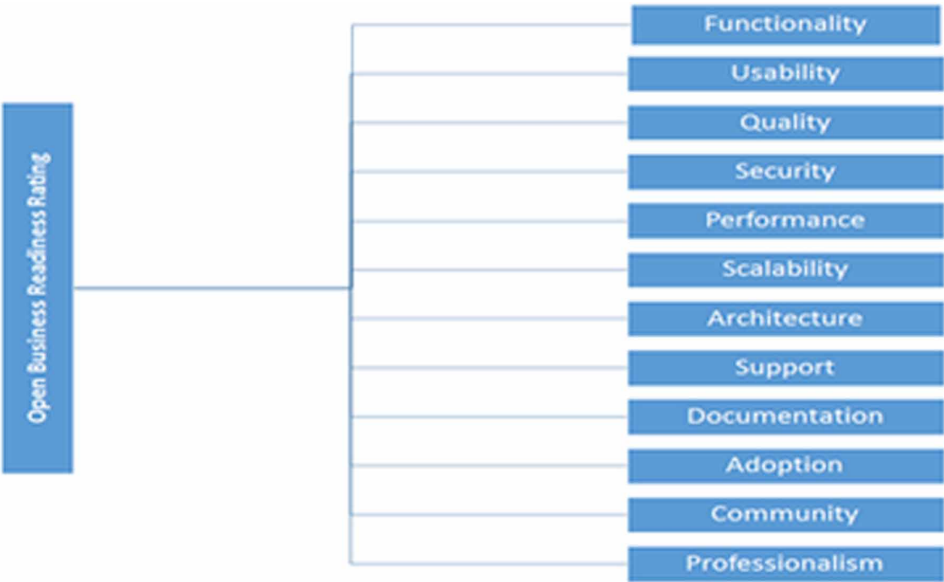 Open Business Readiness Rating
Functionality
Usability
Quality
Security
Performance
Scalability
Architecture
Support
Documentation
Adoption
Community
Professionalism